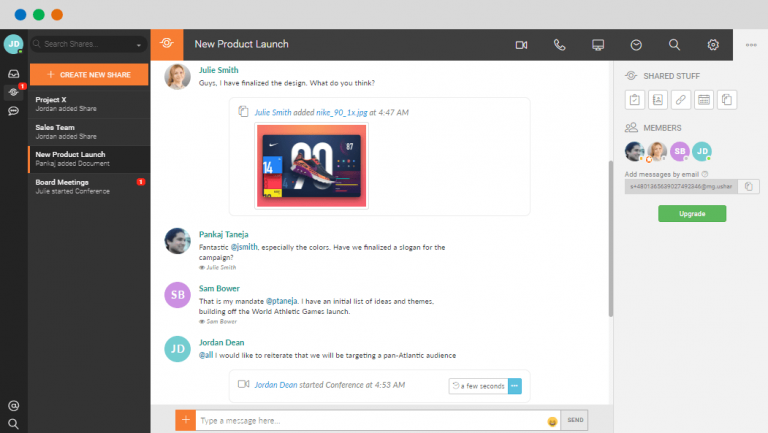 JD
Search Shares...
+ CREATE NEW SHARE
1
Project X
Jordan added Share
Sales Team
Jordan added Share
New Product Launch
Pankaj added Document
Board Meetings
1
Julie started Conference
New Product Launch
Julie Smith
Guys, I have finalized the design. What do you think?
Julie Smith added nike_90_1x.jpg at 4:47 AM
90
87
14
Pankaj Taneja
Fantastic @jsmith, especially the colors. Have we finalized a slogan for the
campaign?
Julie Smith
SB
Sam Bower
That is my mandate @ptaneja. I have an initial list of ideas and themes,
building off the World Athletic Games launch.
Sam Bower
JD
Jordan Dean
@all I would like to reiterate that we will be targeting a pan-Atlantic audience
Jordan Dean started Conference at 4:53 AM
a few seconds
@
+
Type a message here...
SEND
SHARED STUFF
MEMBERS
SB
JD
Add messages by email
Upgrade